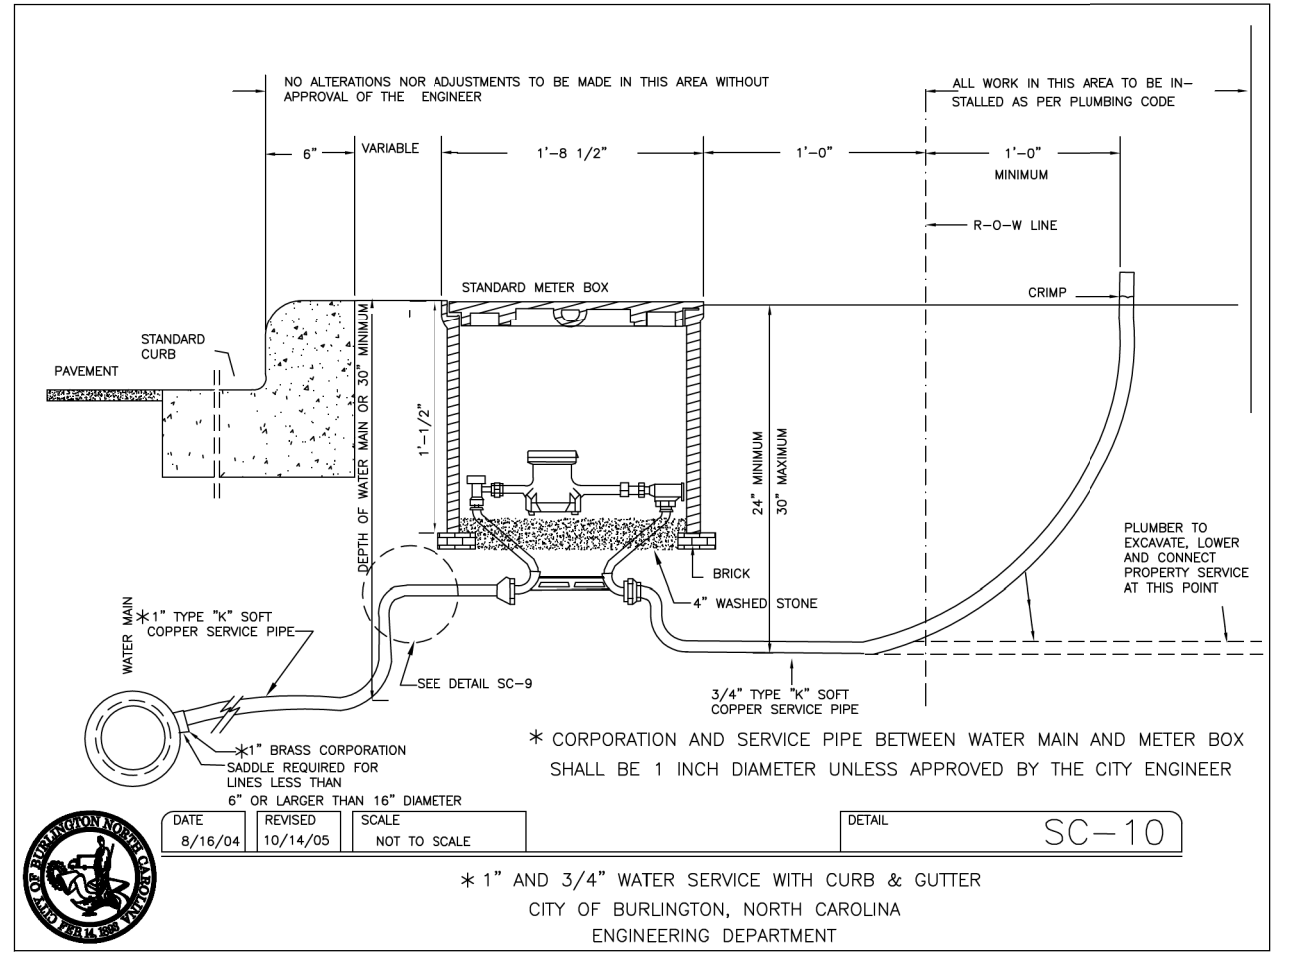 NO ALTERATIONS NOR ADJUSTMENTS TO BE MADE IN THIS AREA WITHOUT
APPROVAL OF THE ENGINEER
ALL WORK IN THIS AREA TO BE IN-
STALLED AS PER PLUMBING CODE
6"
VARIABLE
1'-8 1/2"
1'-0"
1'-0"
MINIMUM
R-O-W LINE
STANDARD METER BOX
CRIMP
STANDARD
CURB
PAVEMENT
DEPTH OF WATER MAIN OR 30" MINIMUM
1'-1/2"
24" MINIMUM
30" MAXIMUM
PLUMBER TO
EXCAVATE, LOWER
AND CONNECT
PROPERTY SERVICE
AT THIS POINT
BRICK
4" WASHED STONE
WATER MAIN
*1" TYPE "K" SOFT
COPPER SERVICE PIPE
SEE DETAIL SC-9
3/4" TYPE "K" SOFT
COPPER SERVICE PIPE
*1" BRASS CORPORATION
SADDLE REQUIRED FOR
LINES LESS THAN
6" OR LARGER THAN 16" DIAMETER
* CORPORATION AND SERVICE PIPE BETWEEN WATER MAIN AND METER BOX
SHALL BE 1 INCH DIAMETER UNLESS APPROVED BY THE CITY ENGINEER
DATE
8/16/04
REVISED
10/14/05
SCALE
NOT TO SCALE
DETAIL
SC-10
* 1" AND 3/4" WATER SERVICE WITH CURB & GUTTER
CITY OF BURLINGTON, NORTH CAROLINA
ENGINEERING DEPARTMENT
CITY OF BURLINGTON NORTH CAROLINA
FEB 14, 1893